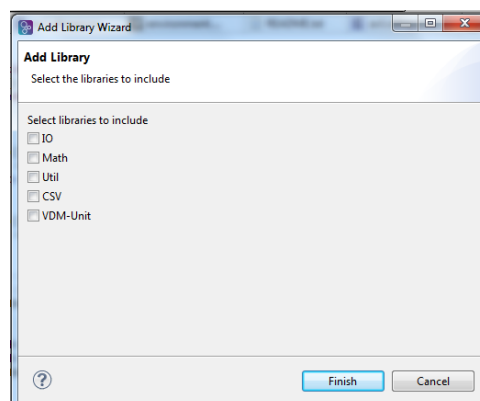 Add Library Wizard
Add Library
Select the libraries to include
Select libraries to include
IO
Math
Util
CSV
VDM-Unit
?
Finish
Cancel